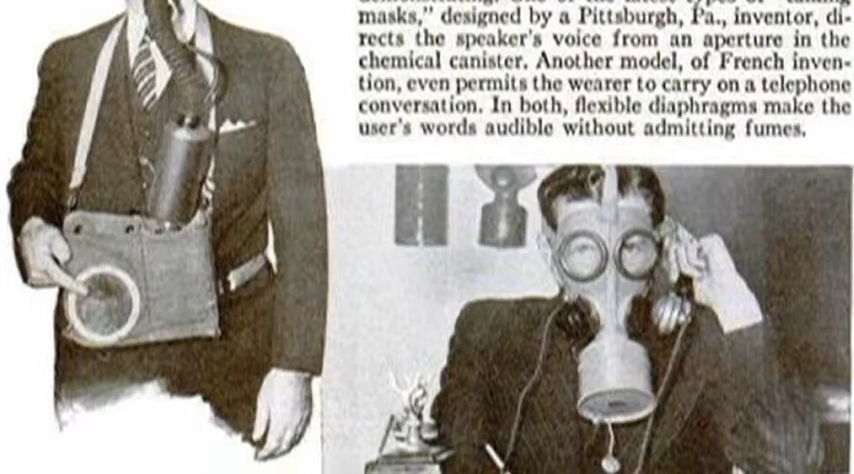 masks," designed by a Pittsburgh, Pa., inventor, di-
rects the speaker's voice from an aperture in the
chemical canister. Another model, of French inven-
tion, even permits the wearer to carry on a telephone
conversation. In both, flexible diaphragms make the
user's words audible without admitting fumes.